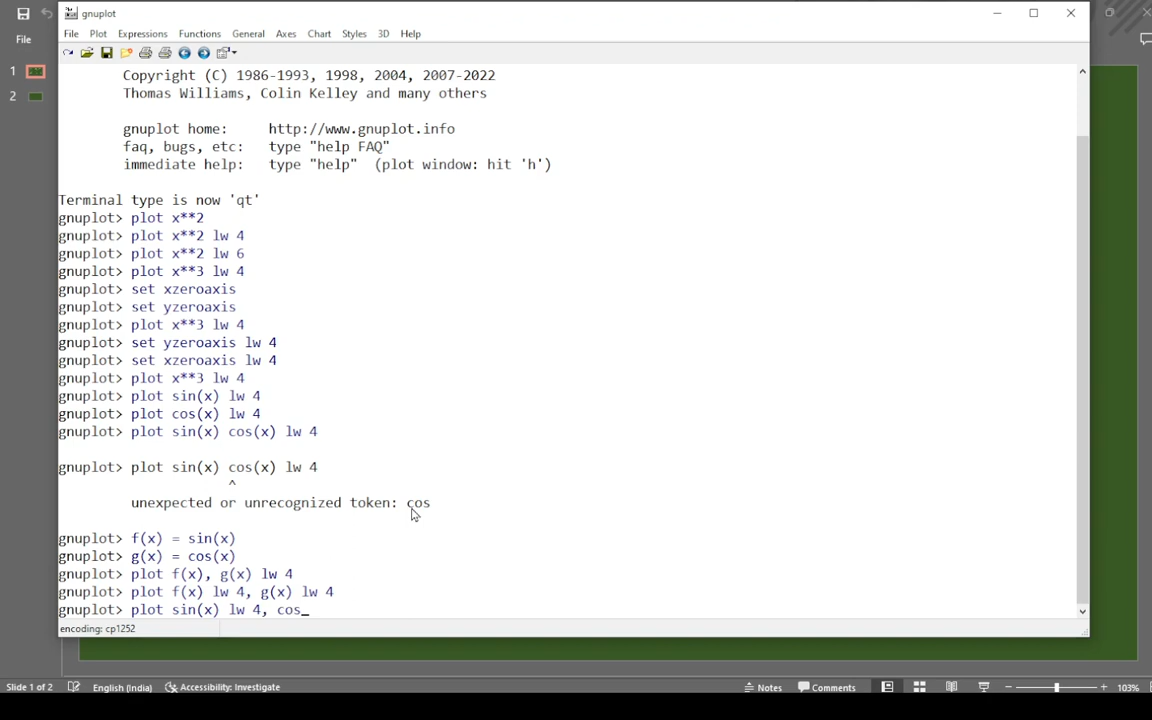 gnuplot
File
File Plot Expressions Functions General Axes Chart Styles 3D Help
1
2
Copyright (C) 1986-1993, 1998, 2004, 2007-2022
Thomas Williams, Colin Kelley and many others
gnuplot home: http://www.gnuplot.info
faq, bugs, etc: type "help FAQ"
immediate help: type "help" (plot window: hit 'h')
Terminal type is now 'qt'
gnuplot> plot x**2
gnuplot> plot x**2 lw 4
gnuplot> plot x**2 lw 6
gnuplot> plot x**3 lw 4
gnuplot> set xzeroaxis
gnuplot> set yzeroaxis
gnuplot> plot x**3 lw 4
gnuplot> set yzeroaxis lw 4
gnuplot> set xzeroaxis lw 4
gnuplot> plot x**3 lw 4
gnuplot> plot sin(x) lw 4
gnuplot> plot cos(x) lw 4
gnuplot> plot sin(x) cos(x) lw 4
gnuplot> plot sin(x) cos(x) lw 4
^
unexpected or unrecognized token: cos
gnuplot> f(x) = sin(x)
gnuplot> g(x) = cos(x)
gnuplot> plot f(x), g(x) lw 4
gnuplot> plot f(x) lw 4, g(x) lw 4
gnuplot> plot sin(x) lw 4, cos_
encoding: cp1252
Slide 1 of 2 English (India) Accessibility: Investigate Notes Comments 103%